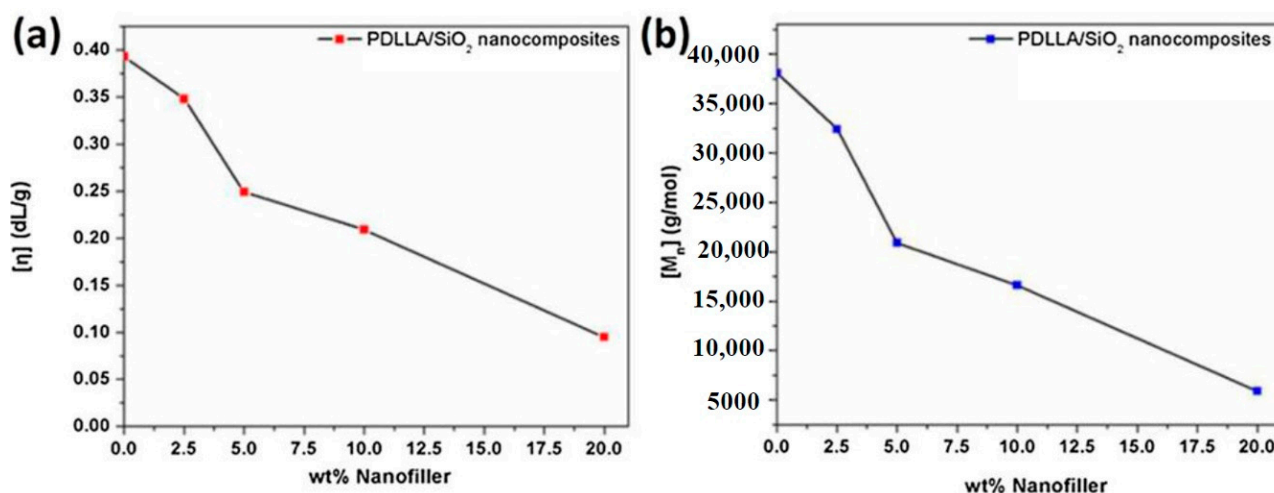 (a)
PDLLA/SiO₂ nanocomposites
0.40
0.35
0.30
0.25
0.20
0.15
0.10
0.05
0.00
[η] (dL/g)
0.0 2.5 5.0 7.5 10.0 12.5 15.0 17.5 20.0
wt% Nanofiller
(b)
PDLLA/SiO₂ nanocomposites
40,000
35,000
30,000
25,000
20,000
15,000
10,000
5000
[Mₙ] (g/mol)
0.0 2.5 5.0 7.5 10.0 12.5 15.0 17.5 20.0
wt% Nanofiller